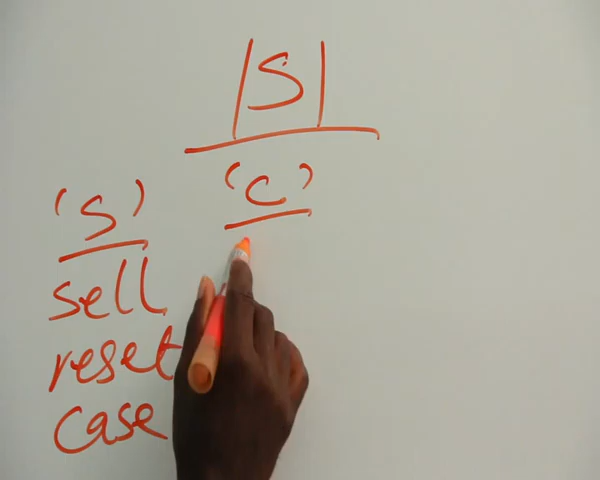 |S|
'S' 'C'
sell
reset
case